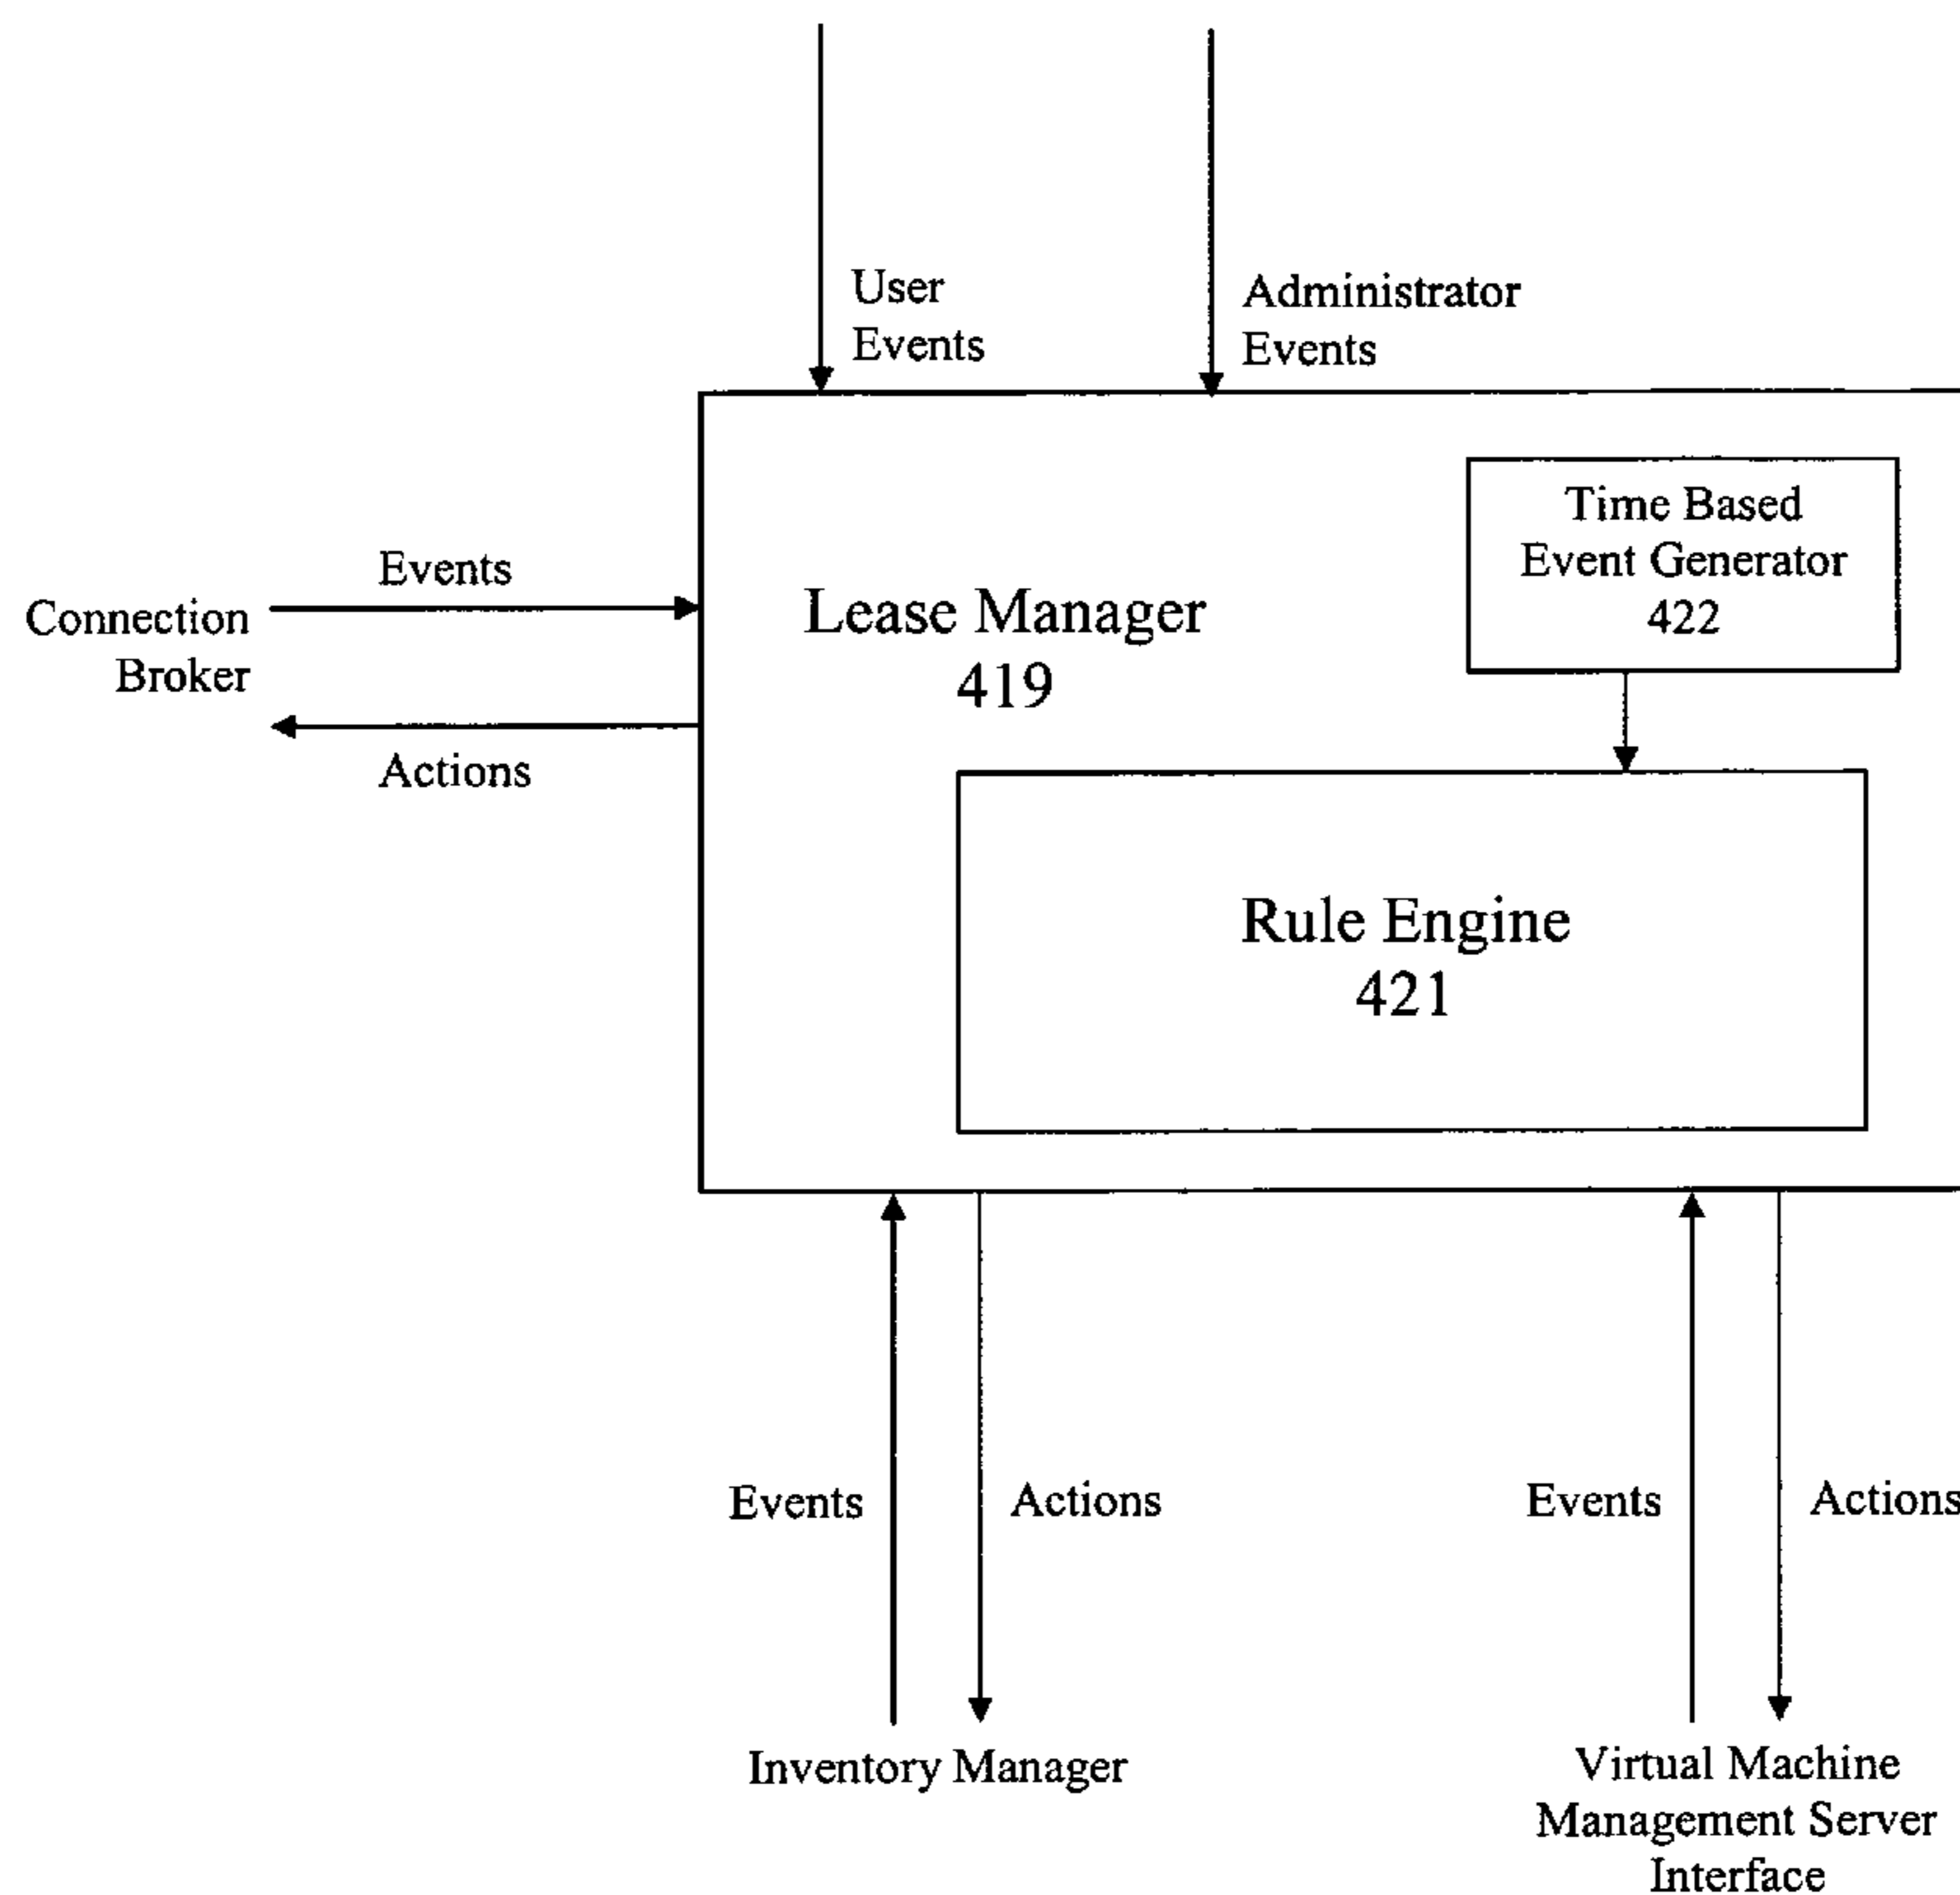 User
Events
Administrator
Events
Time Based
Event Generator
422
Events
Connection
Broker
Lease Manager
419
Actions
Rule Engine
421
Events
Actions
Events
Actions
Inventory Manager
Virtual Machine
Management Server
Interface